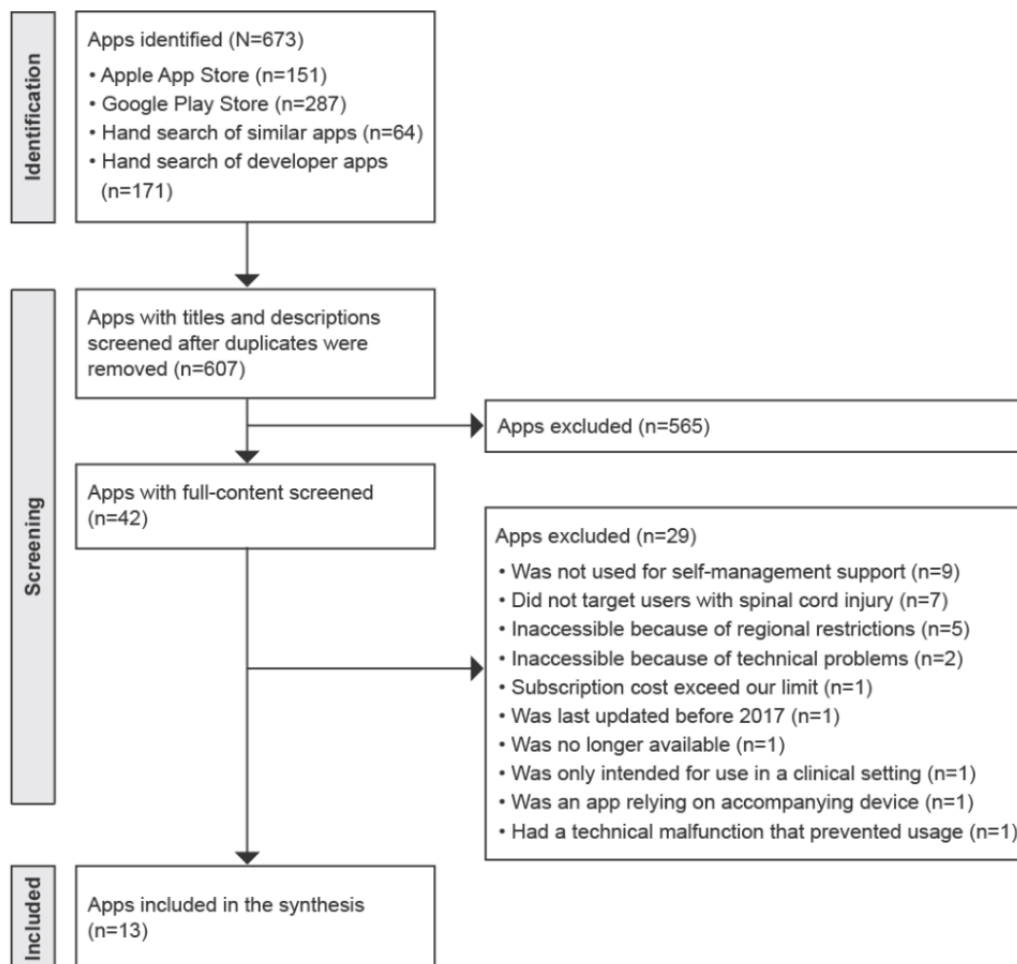 Identification
Apps identified (N=673)
• Apple App Store (n=151)
• Google Play Store (n=287)
• Hand search of similar apps (n=64)
• Hand search of developer apps
(n=171)
Screening
Apps with titles and descriptions
screened after duplicates were
removed (n=607)
Apps excluded (n=565)
Apps with full-content screened
(n=42)
Apps excluded (n=29)
• Was not used for self-management support (n=9)
• Did not target users with spinal cord injury (n=7)
• Inaccessible because of regional restrictions (n=5)
• Inaccessible because of technical problems (n=2)
• Subscription cost exceed our limit (n=1)
• Was last updated before 2017 (n=1)
• Was no longer available (n=1)
• Was only intended for use in a clinical setting (n=1)
• Was an app relying on accompanying device (n=1)
• Had a technical malfunction that prevented usage (n=1)
Included
Apps included in the synthesis
(n=13)